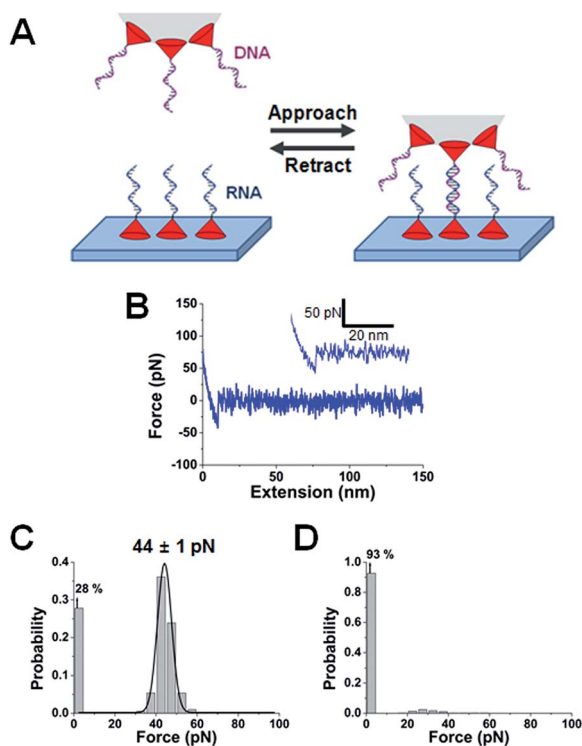 A
DNA
Approach
Retract
RNA
B
150
100
50
0
-50
-100
Force (pN)
0 50 100 150
Extension (nm)
50 pN
20 nm
C
44 ± 1 pN
0.4
0.3
0.2
0.1
0.0
Probability
28 %
0 20 40 60 80 100
Force (pN)
D
1.0
0.8
0.6
0.4
0.2
0.0
Probability
93 %
0 20 40 60 80 100
Force (pN)